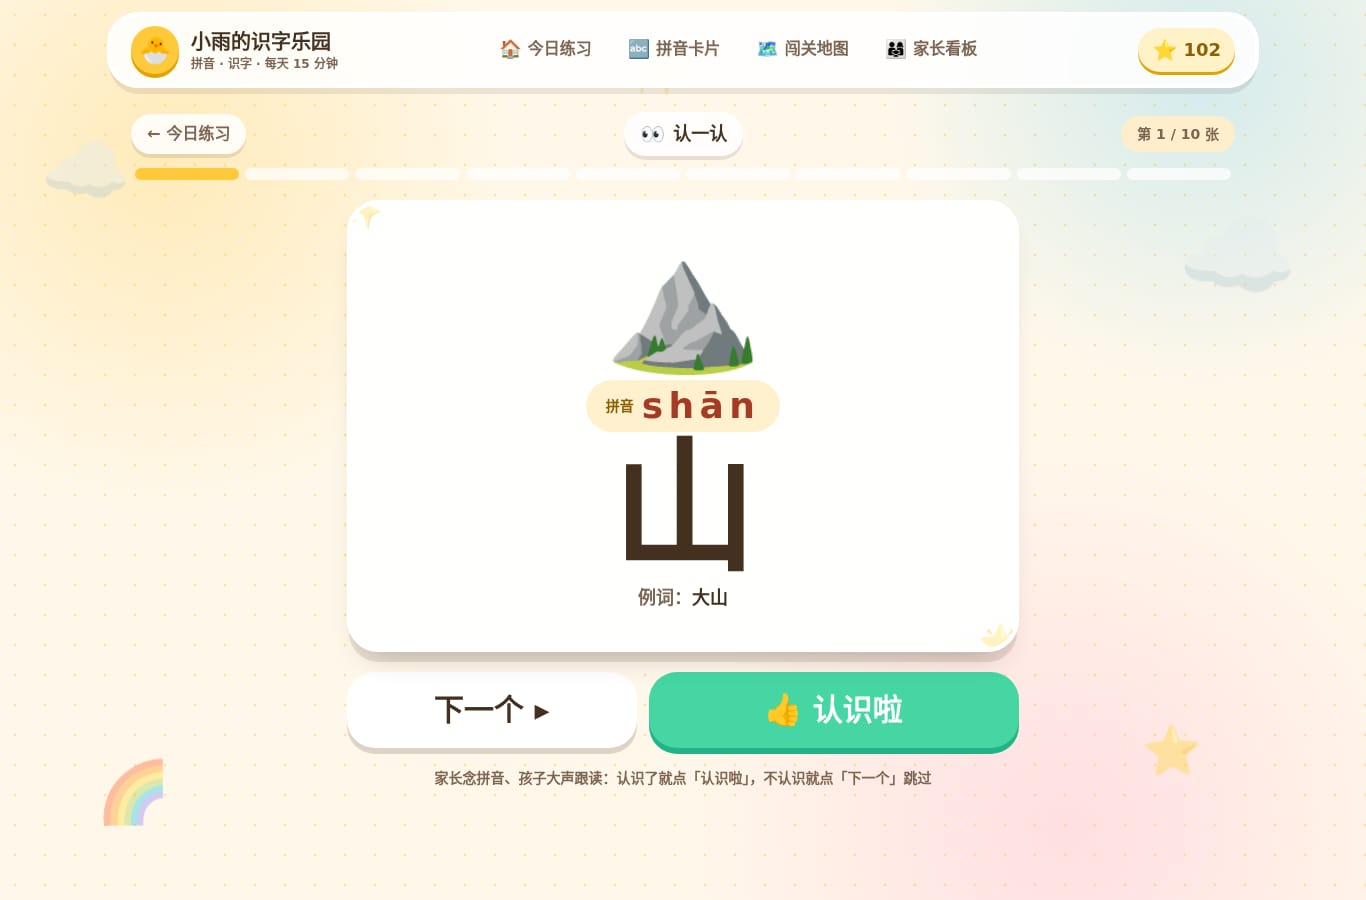 小雨的识字乐园
拼音 · 识字 · 每天 15 分钟
今日练习
拼音卡片
闯关地图
家长看板
102
← 今日练习
认一认
第 1 / 10 张
拼音 shān
山
例词：大山
下一个 ▸
认识啦
家长念拼音、孩子大声跟读：认识了就点「认识啦」，不认识就点「下一个」跳过